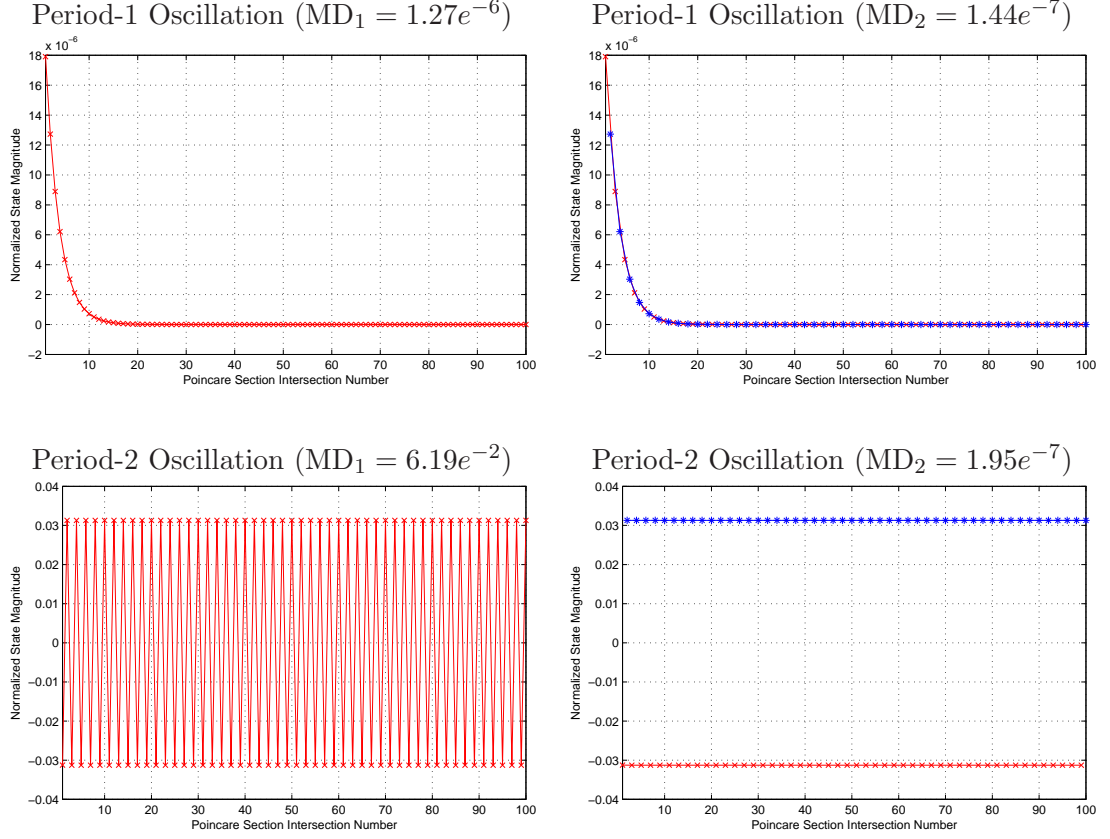 Period-1 Oscillation (MD₁ = 1.27e⁻⁶)
x 10⁻⁶
18
16
14
12
10
8
6
4
2
0
−2
Normalized State Magnitude
10 20 30 40 50 60 70 80 90 100
Poincare Section Intersection Number
Period-1 Oscillation (MD₂ = 1.44e⁻⁷)
x 10⁻⁶
18
16
14
12
10
8
6
4
2
0
−2
Normalized State Magnitude
10 20 30 40 50 60 70 80 90 100
Poincare Section Intersection Number
Period-2 Oscillation (MD₁ = 6.19e⁻²)
0.04
0.03
0.02
0.01
0
−0.01
−0.02
−0.03
−0.04
Normalized State Magnitude
10 20 30 40 50 60 70 80 90 100
Poincare Section Intersection Number
Period-2 Oscillation (MD₂ = 1.95e⁻⁷)
0.04
0.03
0.02
0.01
0
−0.01
−0.02
−0.03
−0.04
Normalized State Magnitude
10 20 30 40 50 60 70 80 90 100
Poincare Section Intersection Number